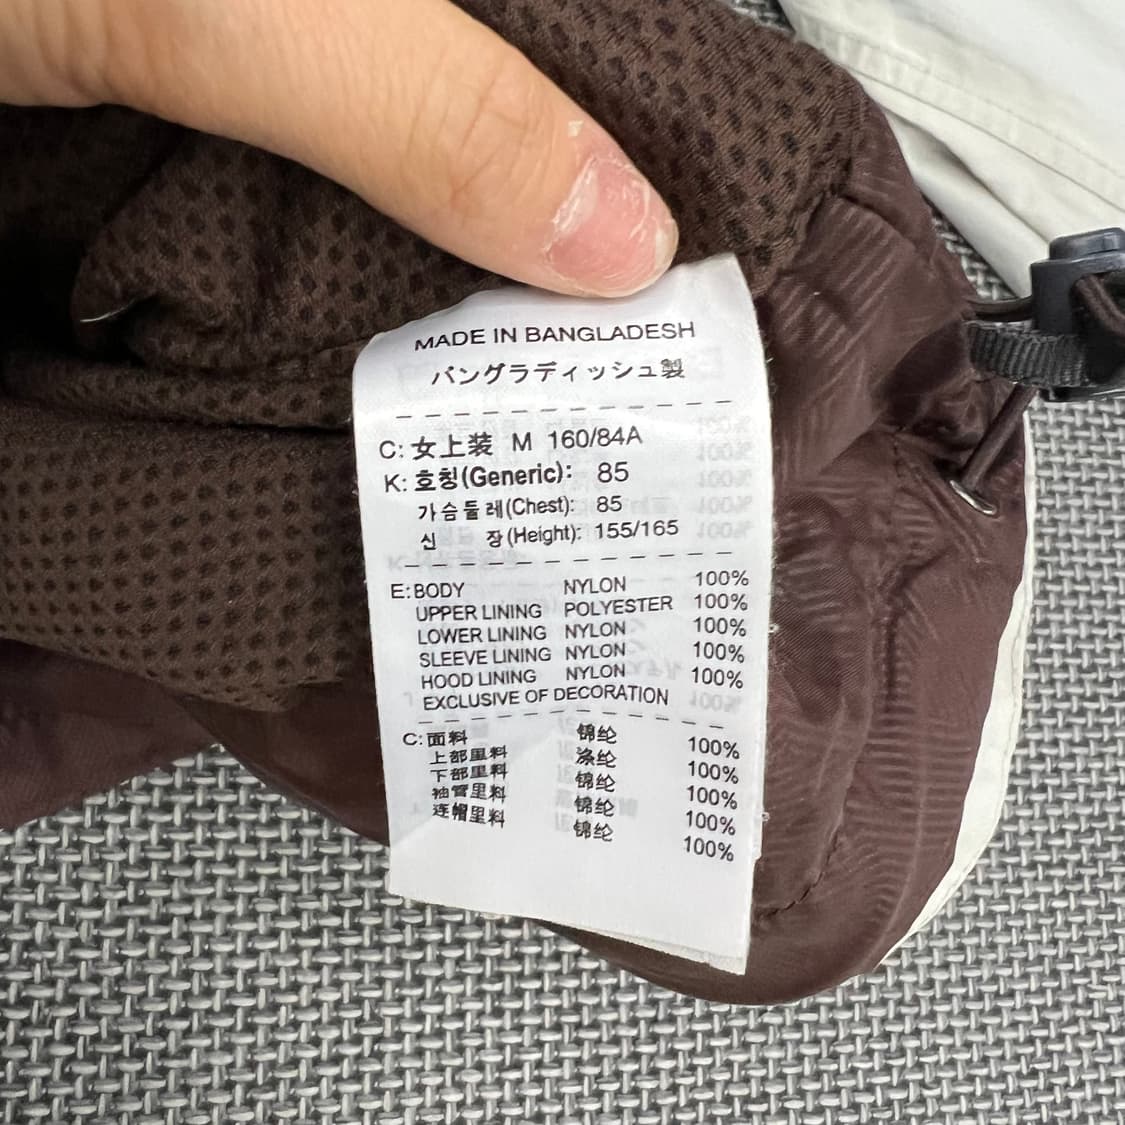 MADE IN BANGLADESH
バングラディッシュ製
C: 女上装 M 160/84A
K: 호칭(Generic): 85
가슴둘레(Chest): 85
신 장(Height): 155/165
E: BODY NYLON 100%
UPPER LINING POLYESTER 100%
LOWER LINING NYLON 100%
SLEEVE LINING NYLON 100%
HOOD LINING NYLON 100%
EXCLUSIVE OF DECORATION
C: 面料 锦纶 100%
上部里料 涤纶 100%
下部里料 锦纶 100%
袖管里料 锦纶 100%
连帽里料 锦纶 100%